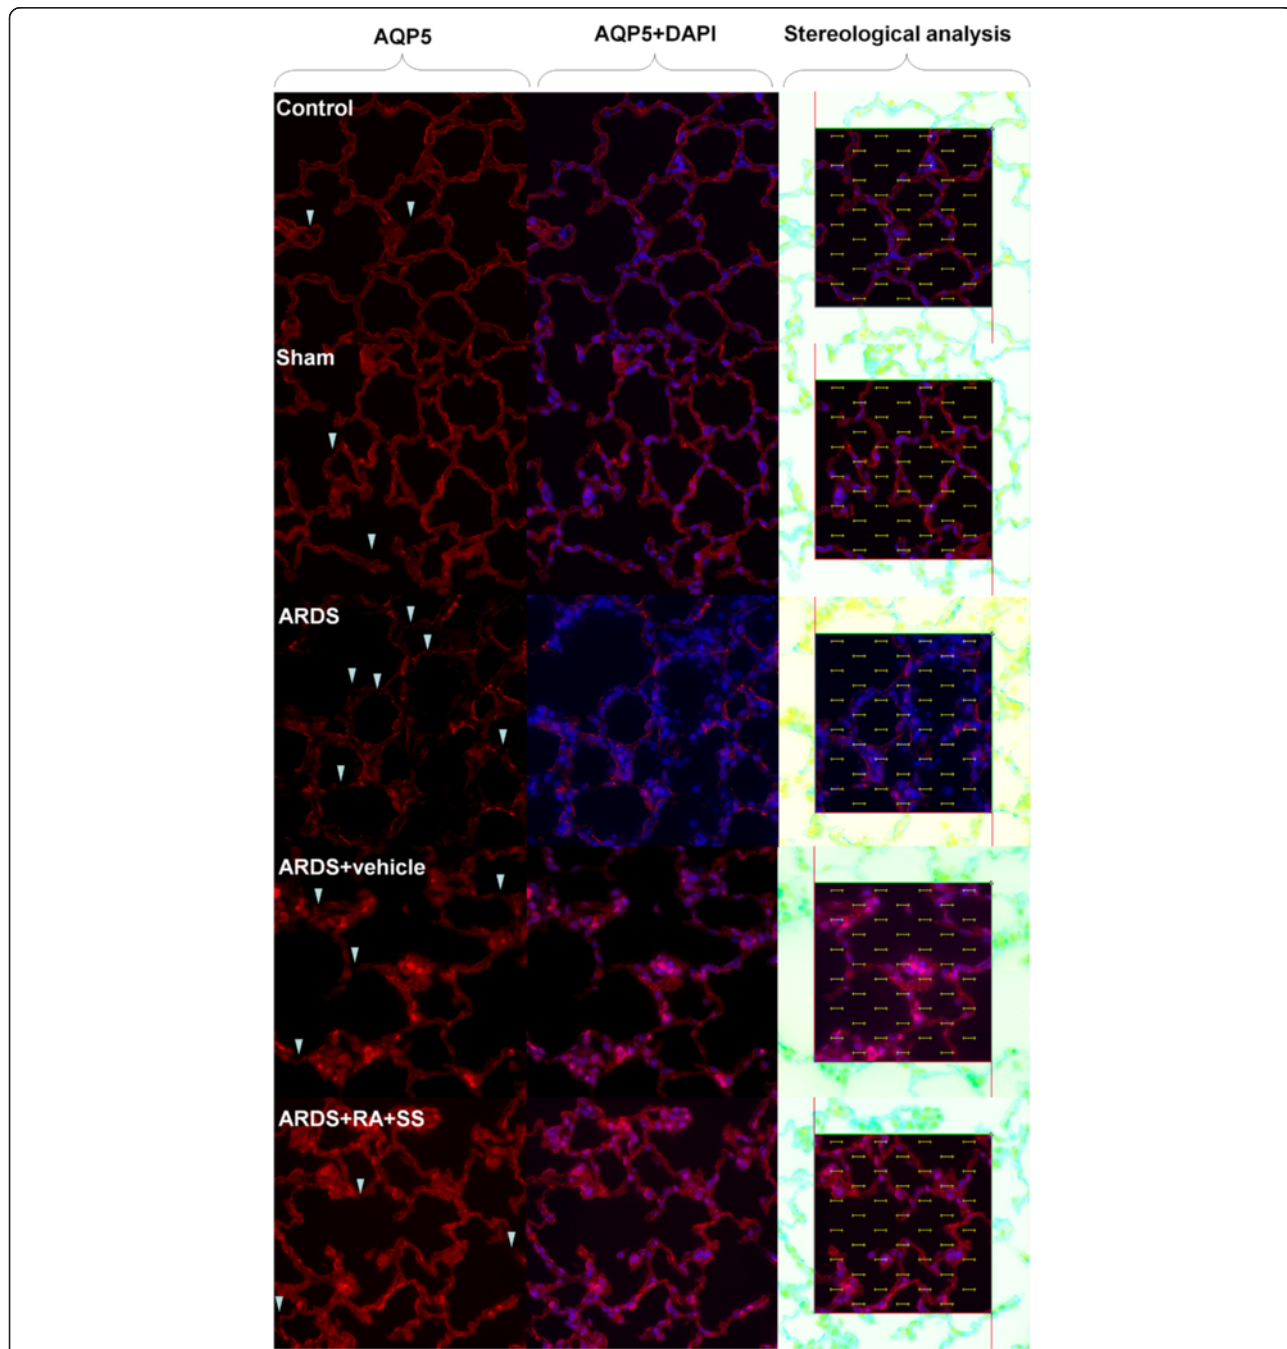 AQP5
AQP5+DAPI
Stereological analysis
Control
Sham
ARDS
ARDS+vehicle
ARDS+RA+SS